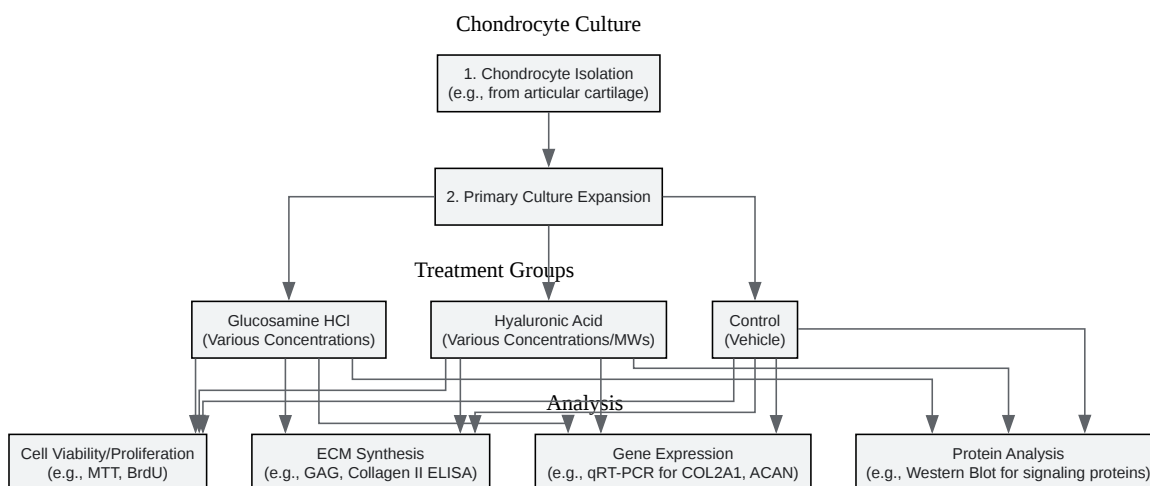 Chondrocyte Culture
1. Chondrocyte Isolation
(e.g., from articular cartilage)
2. Primary Culture Expansion
Treatment Groups
Glucosamine HCl
(Various Concentrations)
Hyaluronic Acid
(Various Concentrations/MWs)
Control
(Vehicle)
Analysis
Cell Viability/Proliferation
(e.g., MTT, BrdU)
ECM Synthesis
(e.g., GAG, Collagen II ELISA)
Gene Expression
(e.g., qRT-PCR for COL2A1, ACAN)
Protein Analysis
(e.g., Western Blot for signaling proteins)